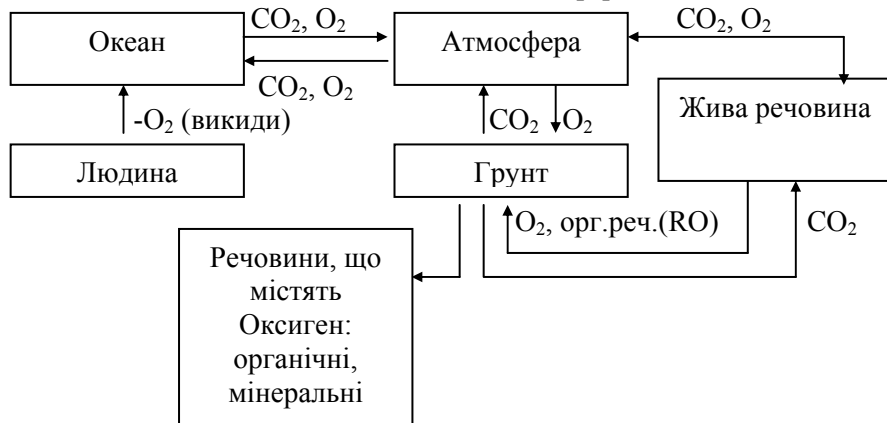 CO₂, O₂
CO₂, O₂
Океан
Атмосфера
CO₂, O₂
Жива речовина
-O₂ (викиди)
CO₂
O₂
Людина
Грунт
O₂, орг.реч.(RO)
CO₂
Речовини, що
містять
Оксиген:
органічні,
мінеральні